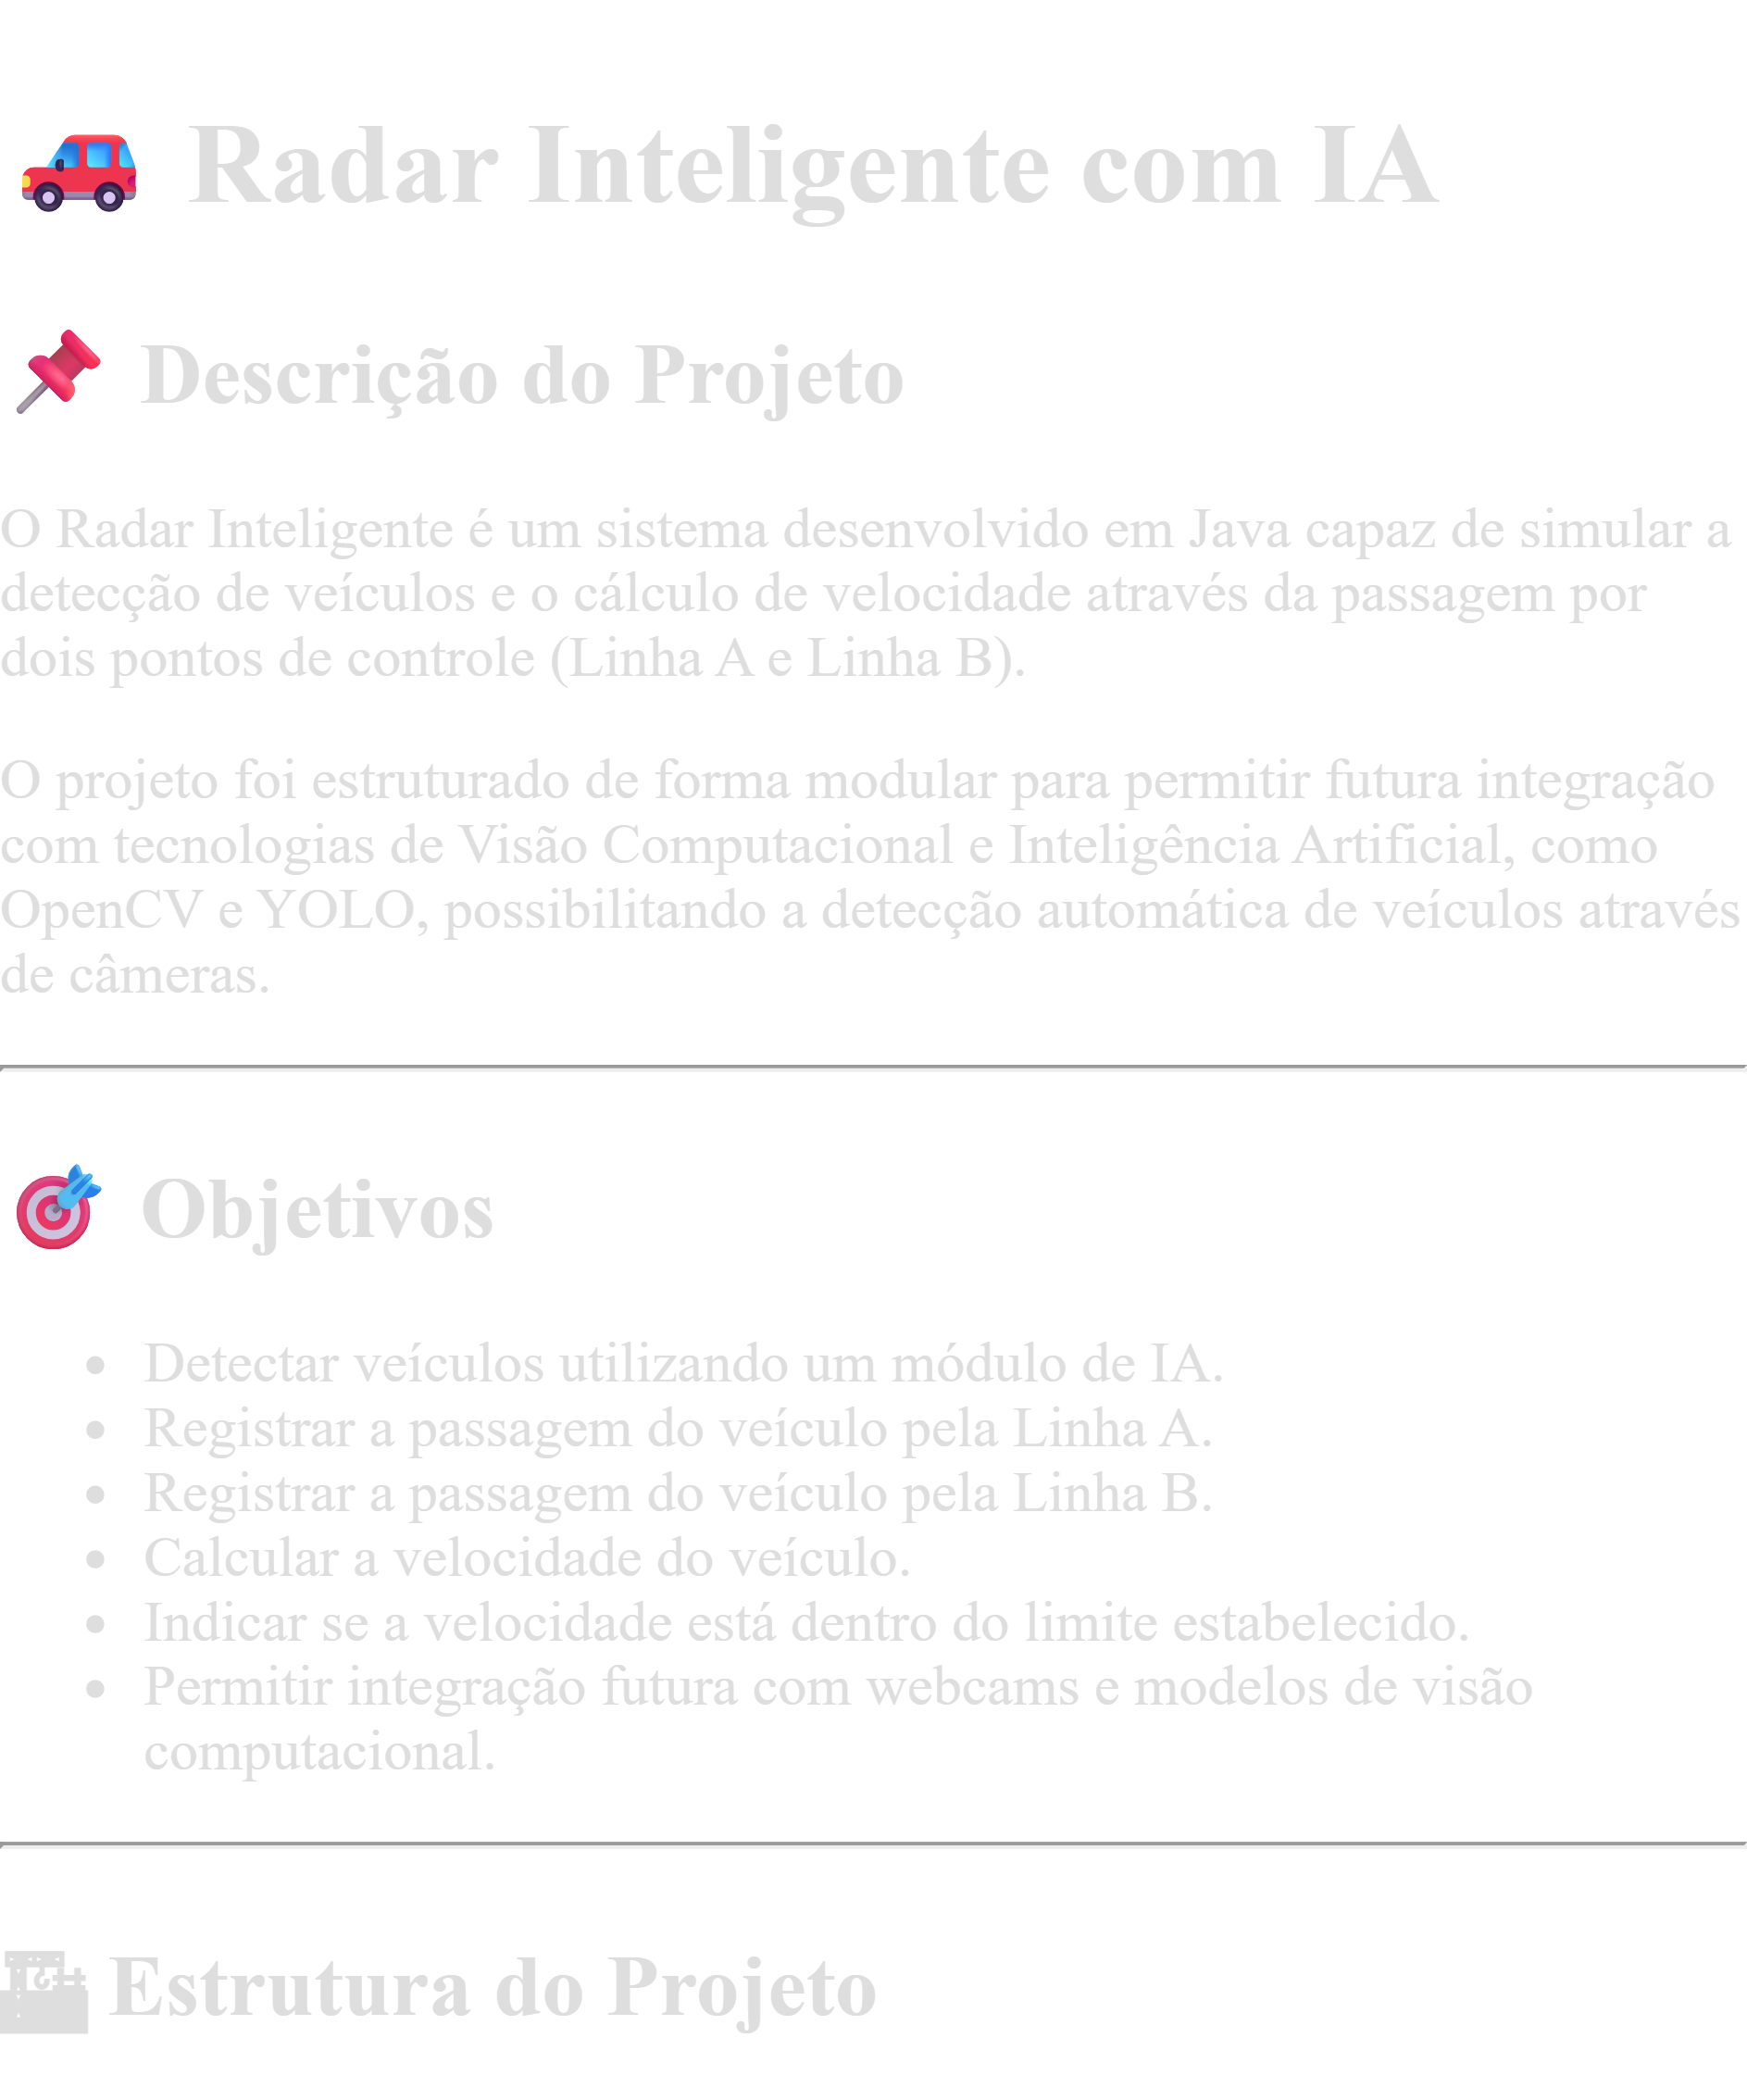 Radar Inteligente com IA
Descrição do Projeto
O Radar Inteligente é um sistema desenvolvido em Java capaz de simular a
detecção de veículos e o cálculo de velocidade através da passagem por
dois pontos de controle (Linha A e Linha B).
O projeto foi estruturado de forma modular para permitir futura integração
com tecnologias de Visão Computacional e Inteligência Artificial, como
OpenCV e YOLO, possibilitando a detecção automática de veículos através
de câmeras.
Objetivos
Detectar veículos utilizando um módulo de IA.
Registrar a passagem do veículo pela Linha A.
Registrar a passagem do veículo pela Linha B.
Calcular a velocidade do veículo.
Indicar se a velocidade está dentro do limite estabelecido.
Permitir integração futura com webcams e modelos de visão
computacional.
Estrutura do Projeto